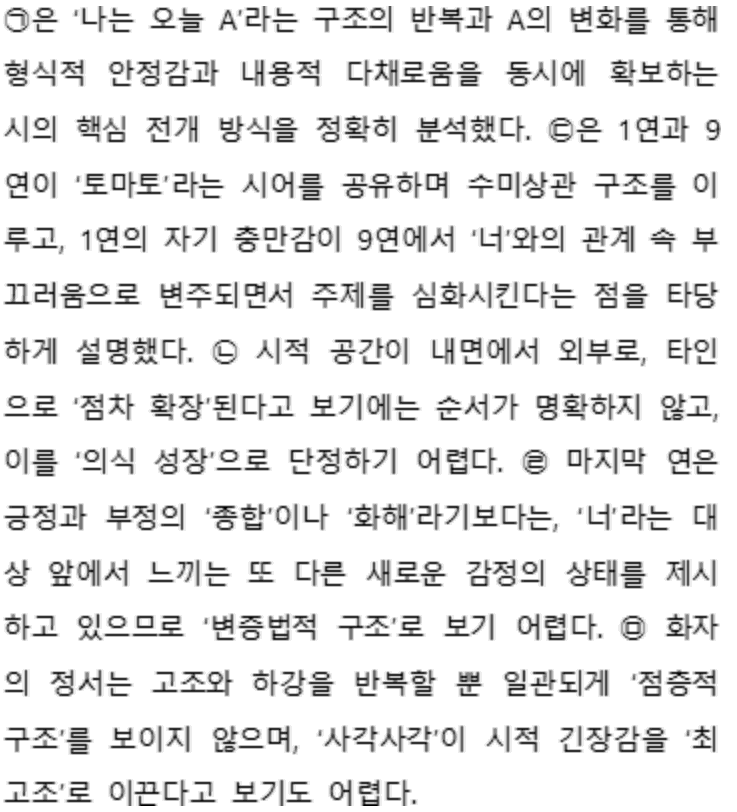 ㉠은 '나는 오늘 A'라는 구조의 반복과 A의 변화를 통해
형식적 안정감과 내용적 다채로움을 동시에 확보하는
시의 핵심 전개 방식을 정확히 분석했다. ㉢은 1연과 9
연이 '토마토'라는 시어를 공유하며 수미상관 구조를 이
루고, 1연의 자기 충만감이 9연에서 '너'와의 관계 속 부
끄러움으로 변주되면서 주제를 심화시킨다는 점을 타당
하게 설명했다. ㉡ 시적 공간이 내면에서 외부로, 타인
으로 '점차 확장'된다고 보기에는 순서가 명확하지 않고,
이를 '의식 성장'으로 단정하기 어렵다. ㉣ 마지막 연은
긍정과 부정의 '종합'이나 '화해'라기보다는, '너'라는 대
상 앞에서 느끼는 또 다른 새로운 감정의 상태를 제시
하고 있으므로 '변증법적 구조'로 보기 어렵다. ㉤ 화자
의 정서는 고조와 하강을 반복할 뿐 일관되게 '점층적
구조'를 보이지 않으며, '사각사각'이 시적 긴장감을 '최
고조'로 이끈다고 보기도 어렵다.